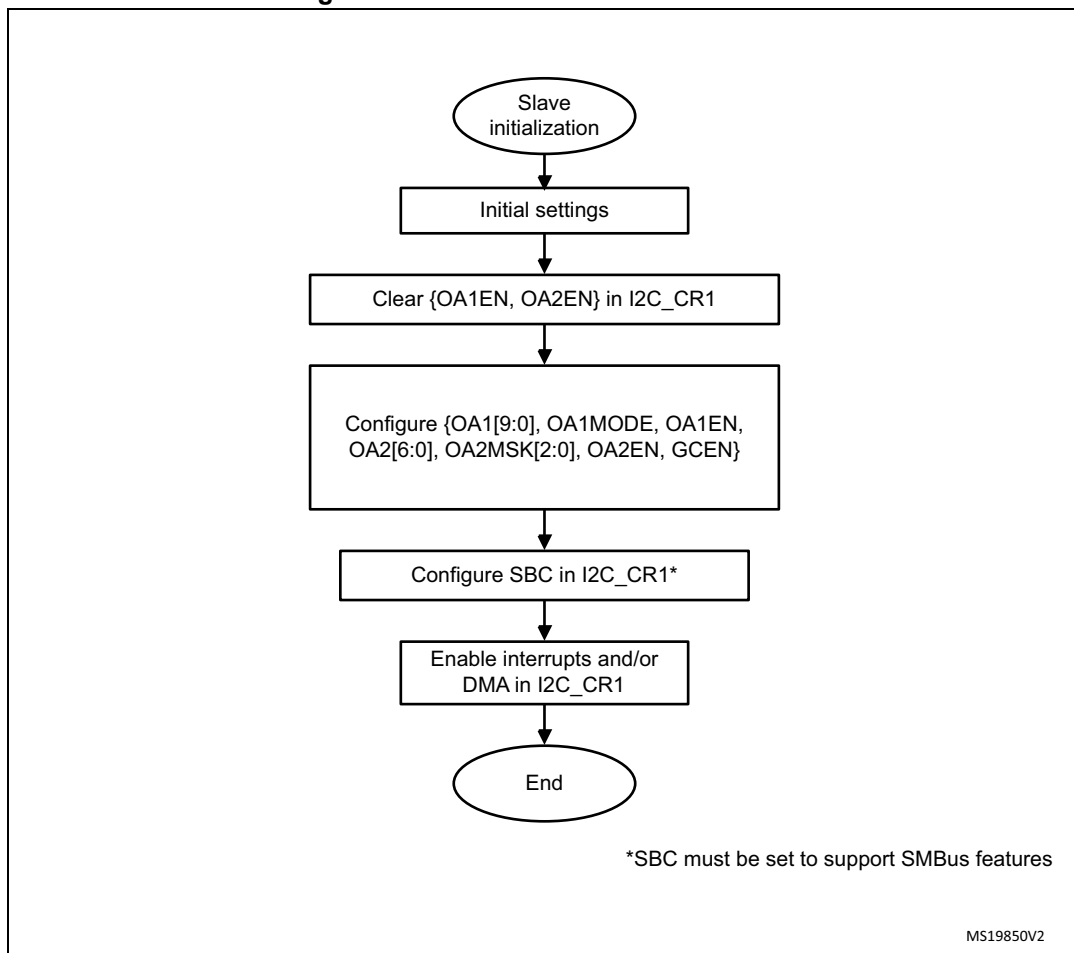 Slave
initialization
Initial settings
Clear {OA1EN, OA2EN} in I2C_CR1
Configure {OA1[9:0], OA1MODE, OA1EN,
OA2[6:0], OA2MSK[2:0], OA2EN, GCEN}
Configure SBC in I2C_CR1*
Enable interrupts and/or
DMA in I2C_CR1
End
*SBC must be set to support SMBus features
MS19850V2